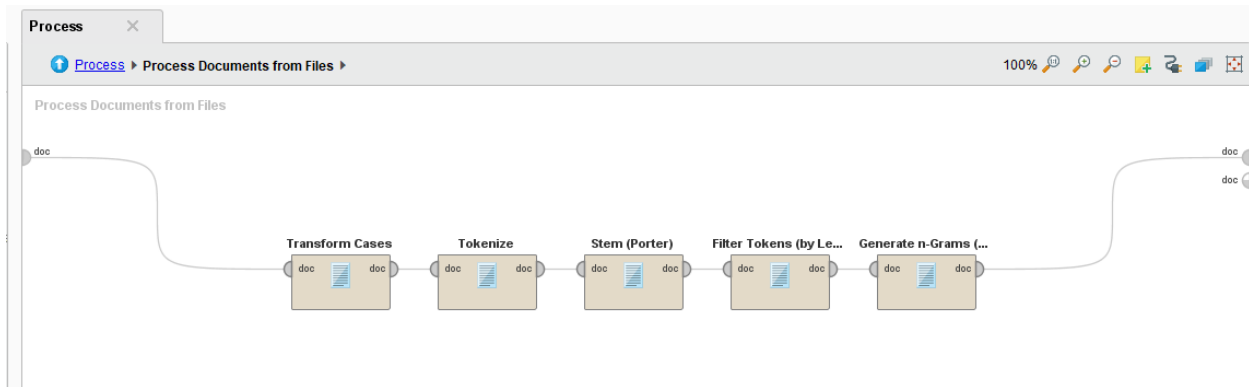 Process
Process Process Documents from Files
100%
Process Documents from Files
doc
doc
doc
Transform Cases
Tokenize
Stem (Porter)
Filter Tokens (by Le...
Generate n-Grams (...
doc doc
doc doc
doc doc
doc doc
doc doc